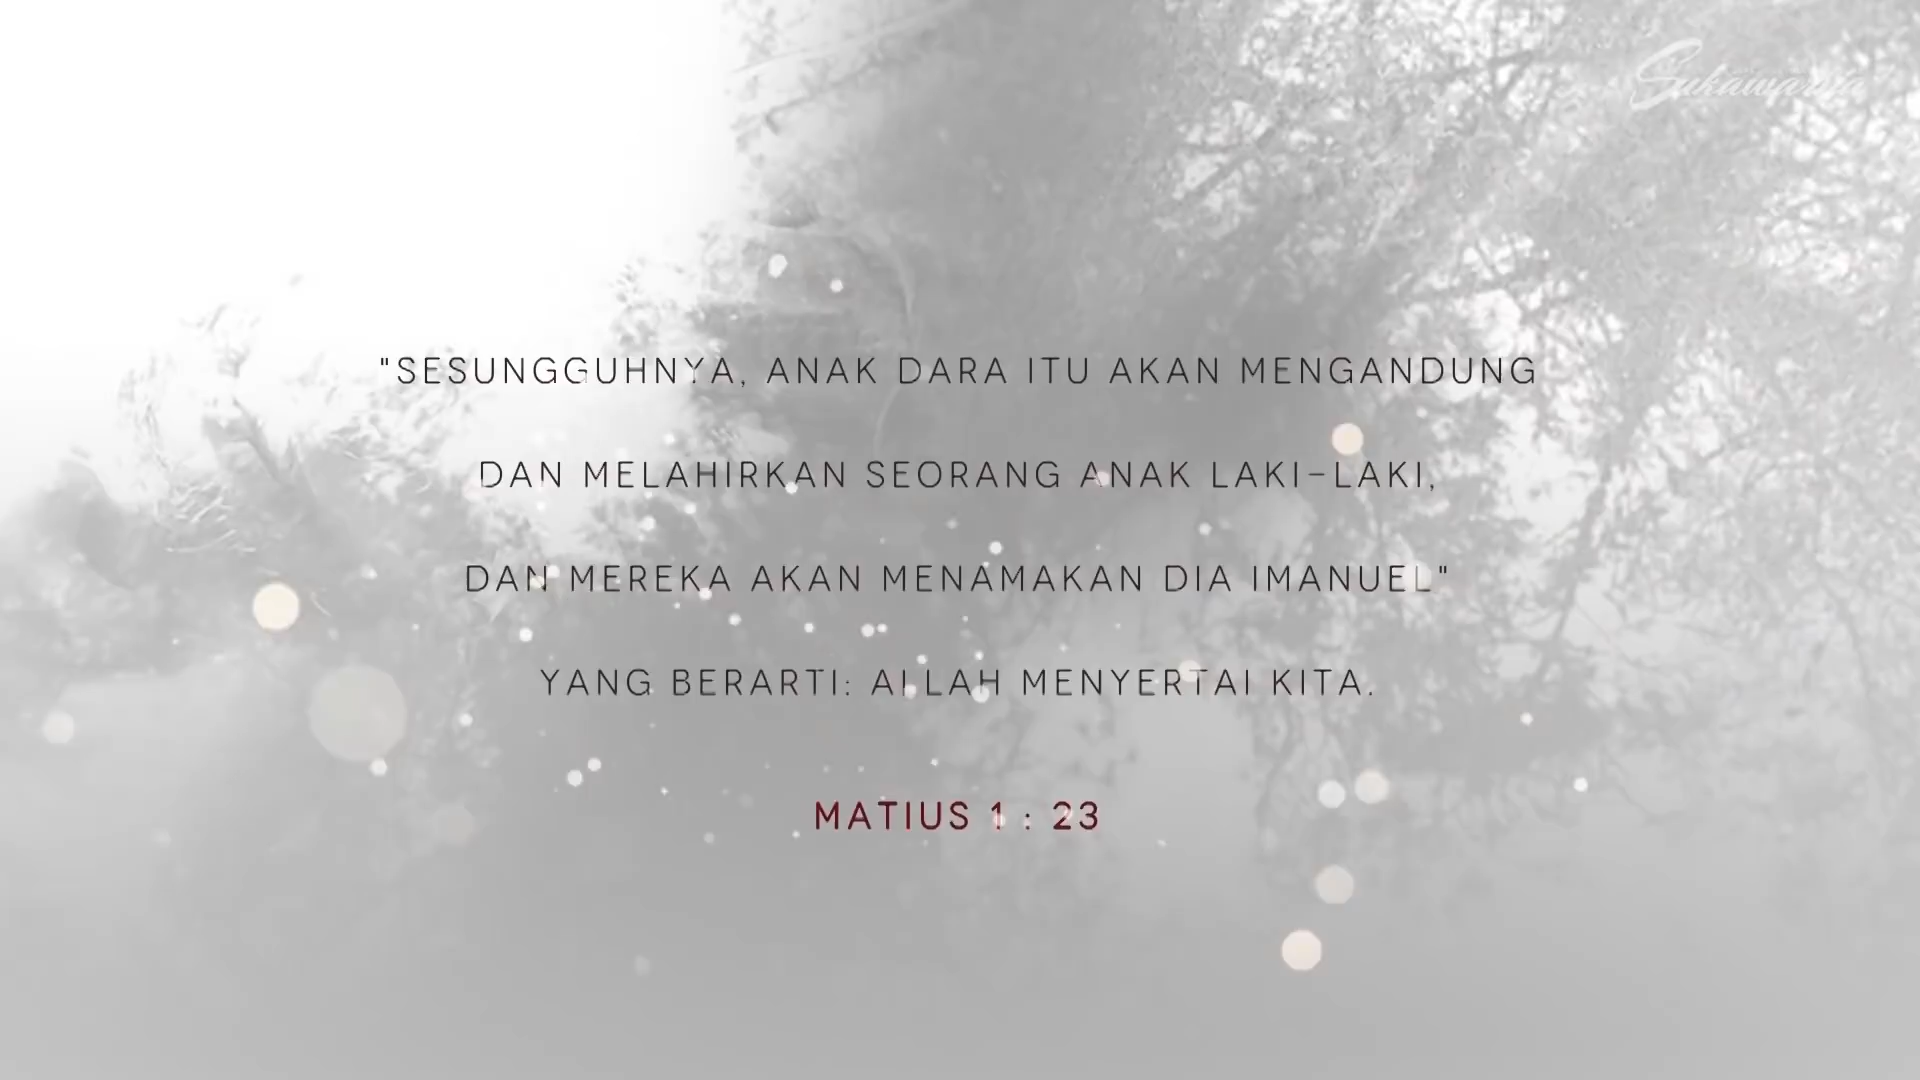 Sukawarna
"SESUNGGUHNYA, ANAK DARA ITU AKAN MENGANDUNG
DAN MELAHIRKAN SEORANG ANAK LAKI-LAKI,
DAN MEREKA AKAN MENAMAKAN DIA IMANUEL"
YANG BERARTI: ALLAH MENYERTAI KITA.
MATIUS 1 : 23